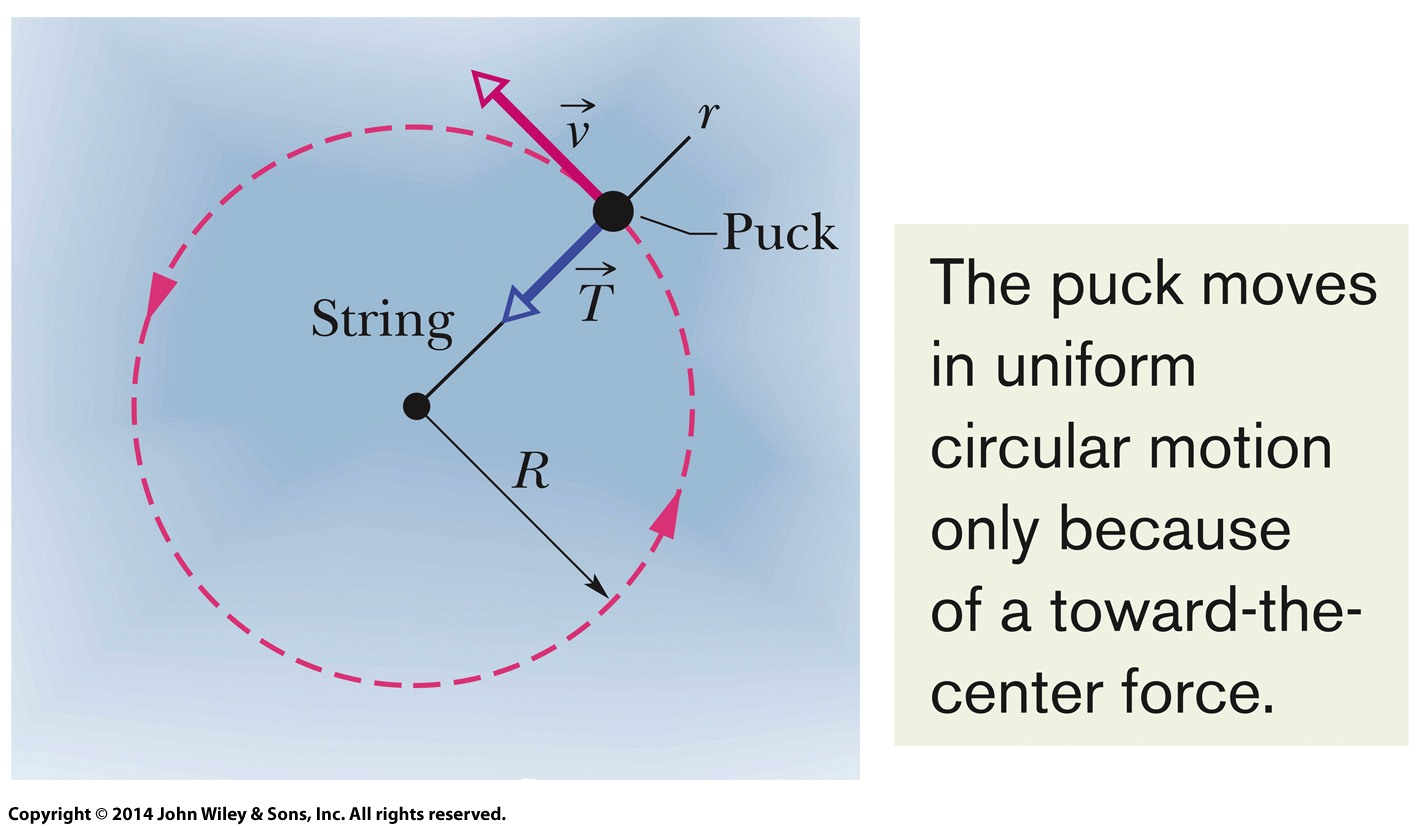 v
r
Puck
T
String
R
The puck moves
in uniform
circular motion
only because
of a toward-the-
center force.
Copyright © 2014 John Wiley & Sons, Inc. All rights reserved.